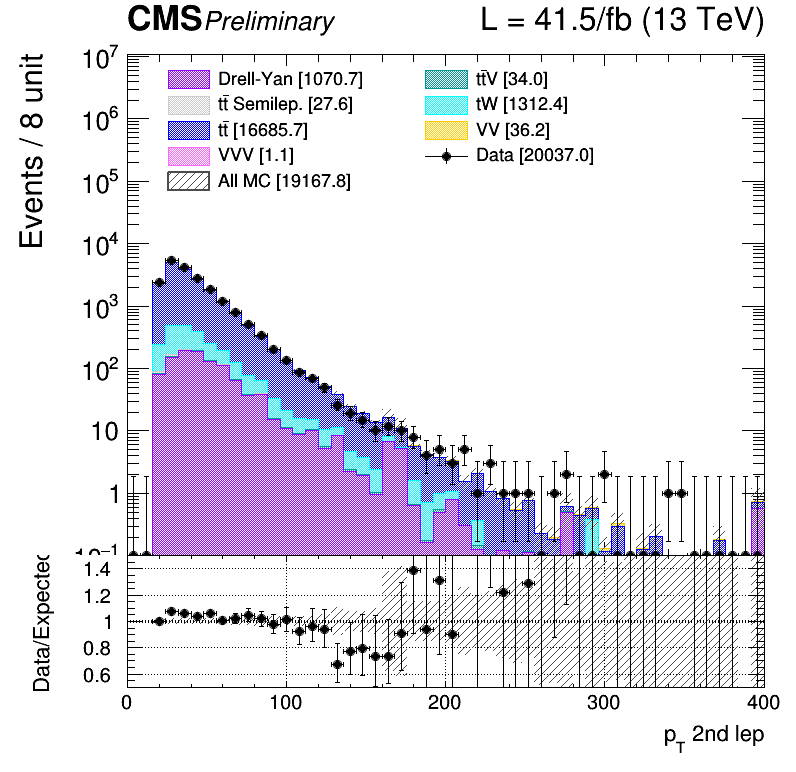 CMS Preliminary L = 41.5/fb (13 TeV)
Events / 8 unit
10⁷
10⁶
10⁵
10⁴
10³
10²
10
1
10⁻¹
Drell-Yan [1070.7]
tt̄ Semilep. [27.6]
tt̄ [16685.7]
VVV [1.1]
All MC [19167.8]
tt̄V [34.0]
tW [1312.4]
VV [36.2]
Data [20037.0]
Data/Expected
1.4
1.2
1
0.8
0.6
0 100 200 300 400
p_T 2nd lep